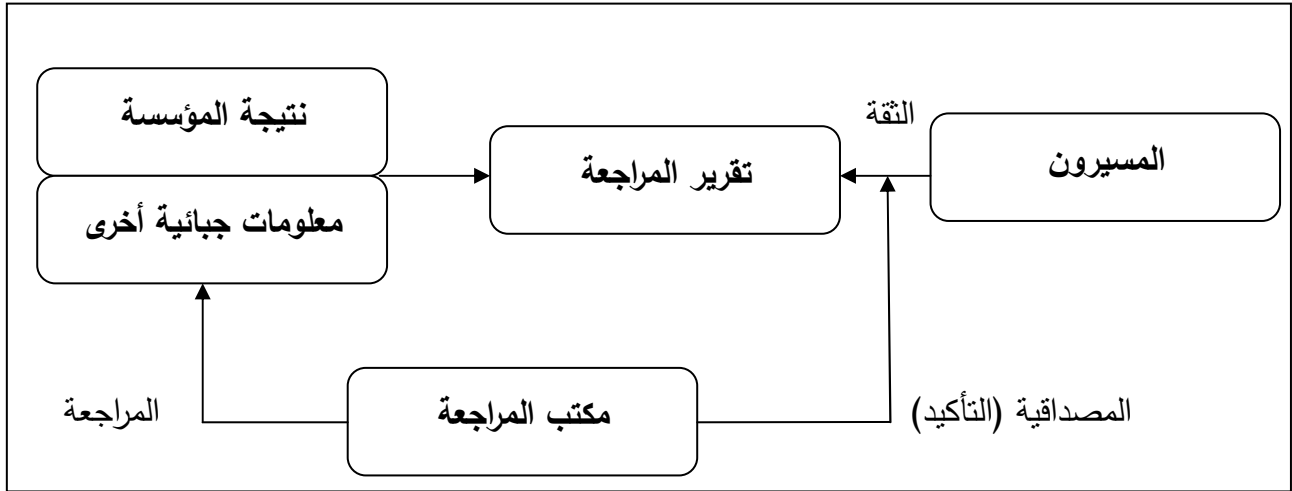 نتيجة المؤسسة
الثقة
المسيرون
تقرير المراجعة
معلومات جبائية أخرى
المراجعة
مكتب المراجعة
المصداقية (التأكيد)